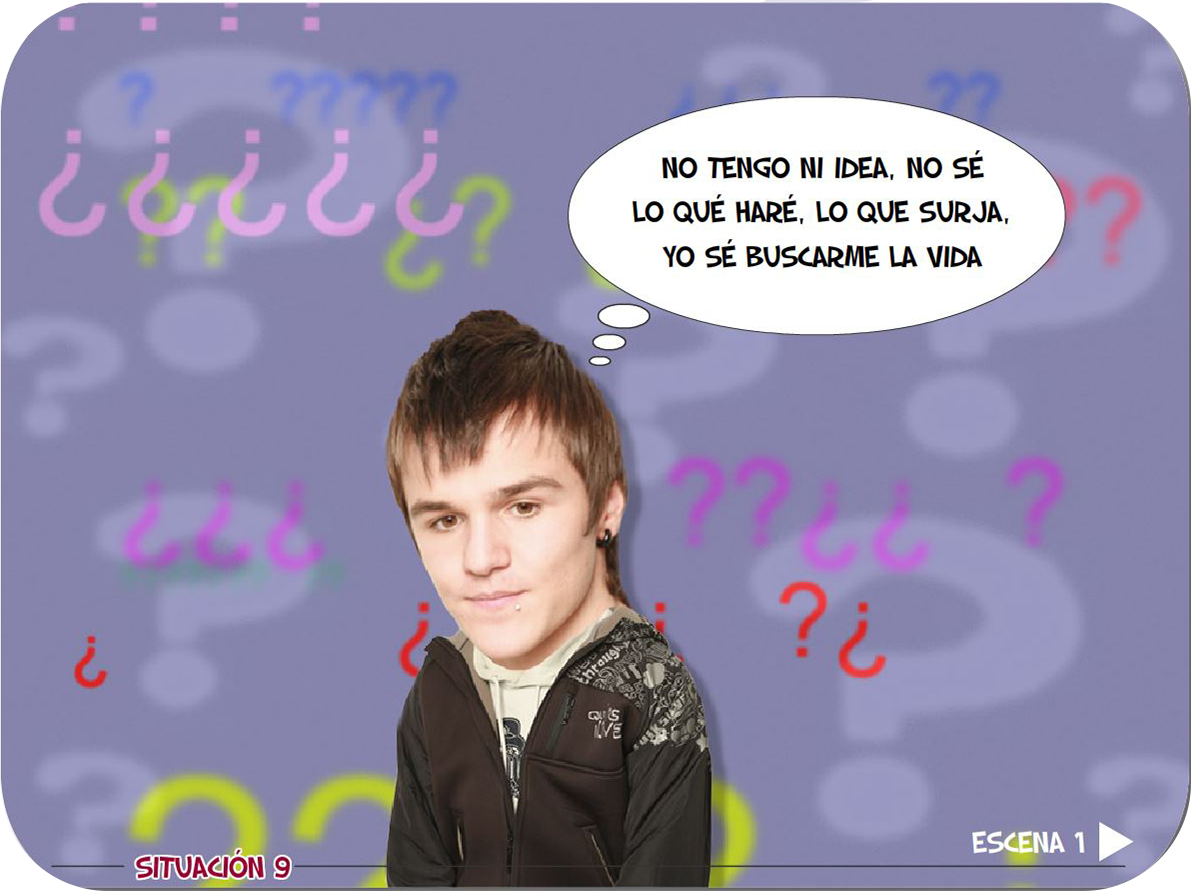 NO TENGO NI IDEA, NO SÉ
LO QUÉ HARÉ, LO QUE SURJA,
YO SÉ BUSCARME LA VIDA
? ?????
¿ ¿ ¿ ¿ ¿
??
¿?
??
¿¿¿
??¿¿ ?
¿
¿
?¿
??
ESCENA 1
SITUACIÓN 9